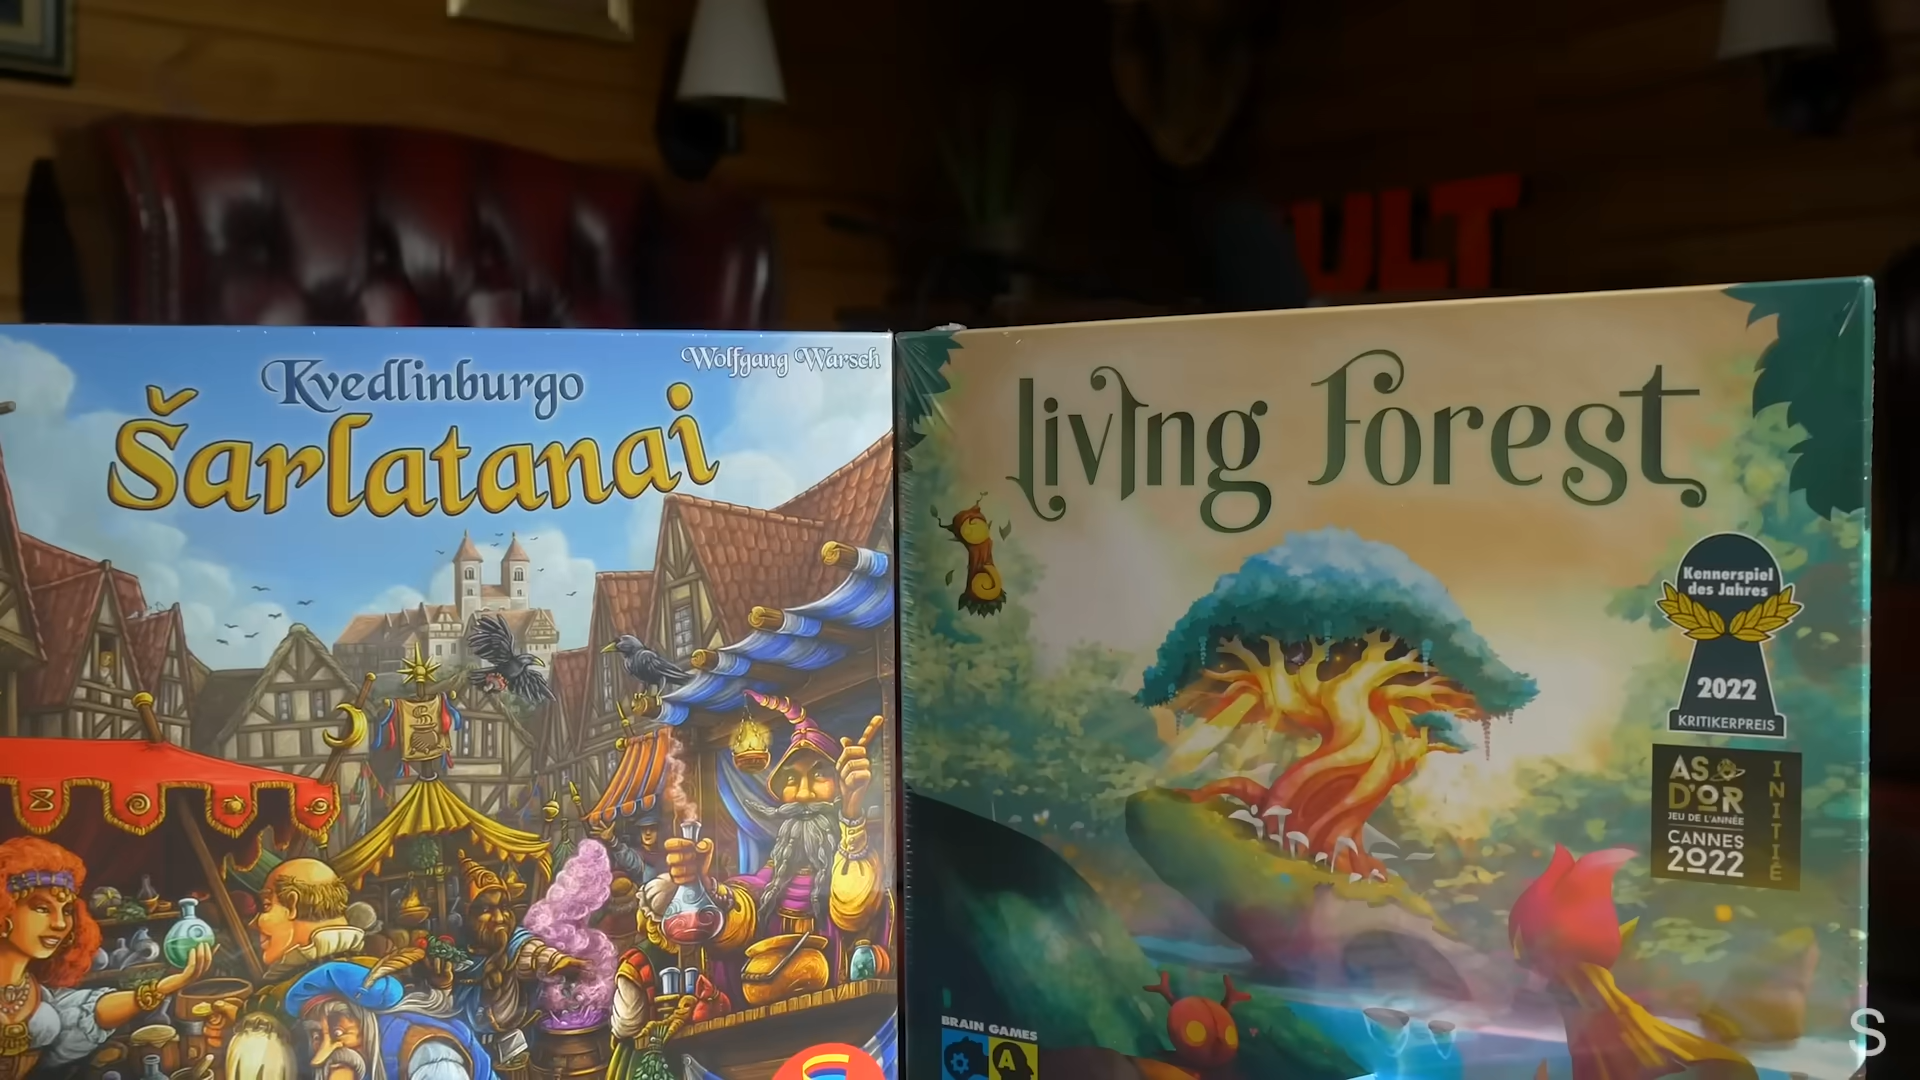 ULT
Kvedlinburgo
Šarlatanai
Wolfgang Warsch
Living Forest
Kennerspiel
des Jahres
2022
KRITIKERPREIS
AS
D'OR
JEU DE L'ANNÉE
CANNES
2022
INITIÉ
BRAIN GAMES
A
S